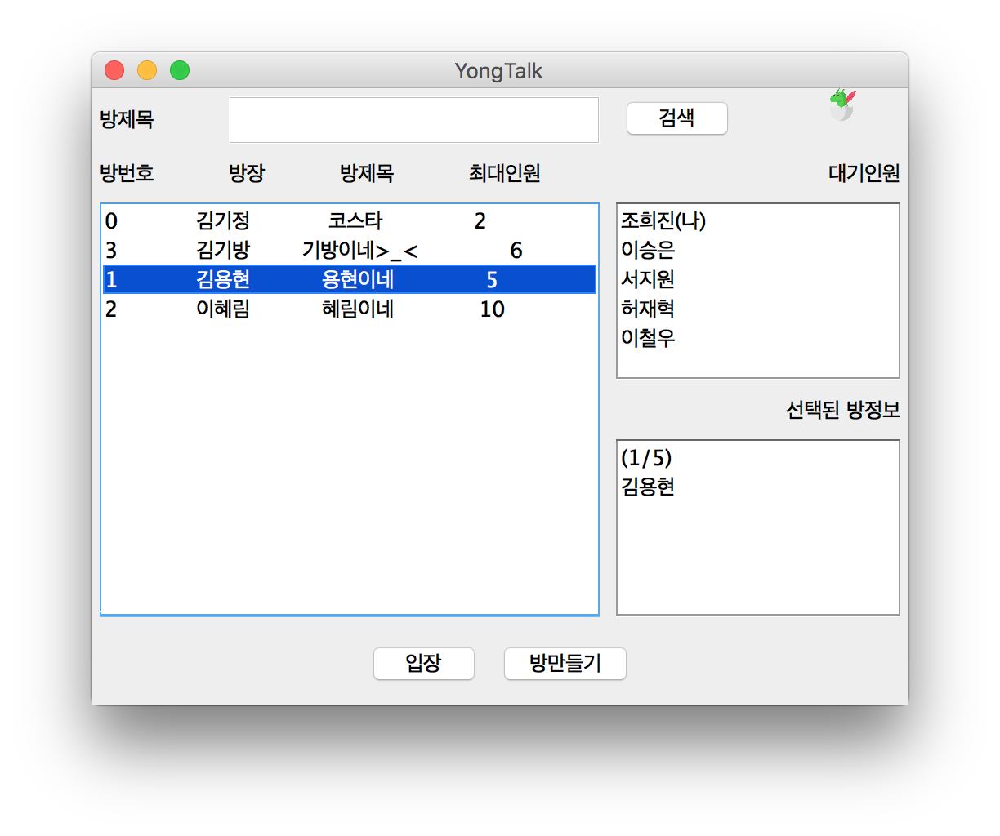 YongTalk
방제목 검색
방번호 방장 방제목 최대인원 대기인원
0 김기정 코스타 2
3 김기방 기방이네>_< 6
1 김용현 용현이네 5
2 이혜림 혜림이네 10
조희진(나)
이승은
서지원
허재혁
이철우
선택된 방정보
(1/5)
김용현
입장 방만들기